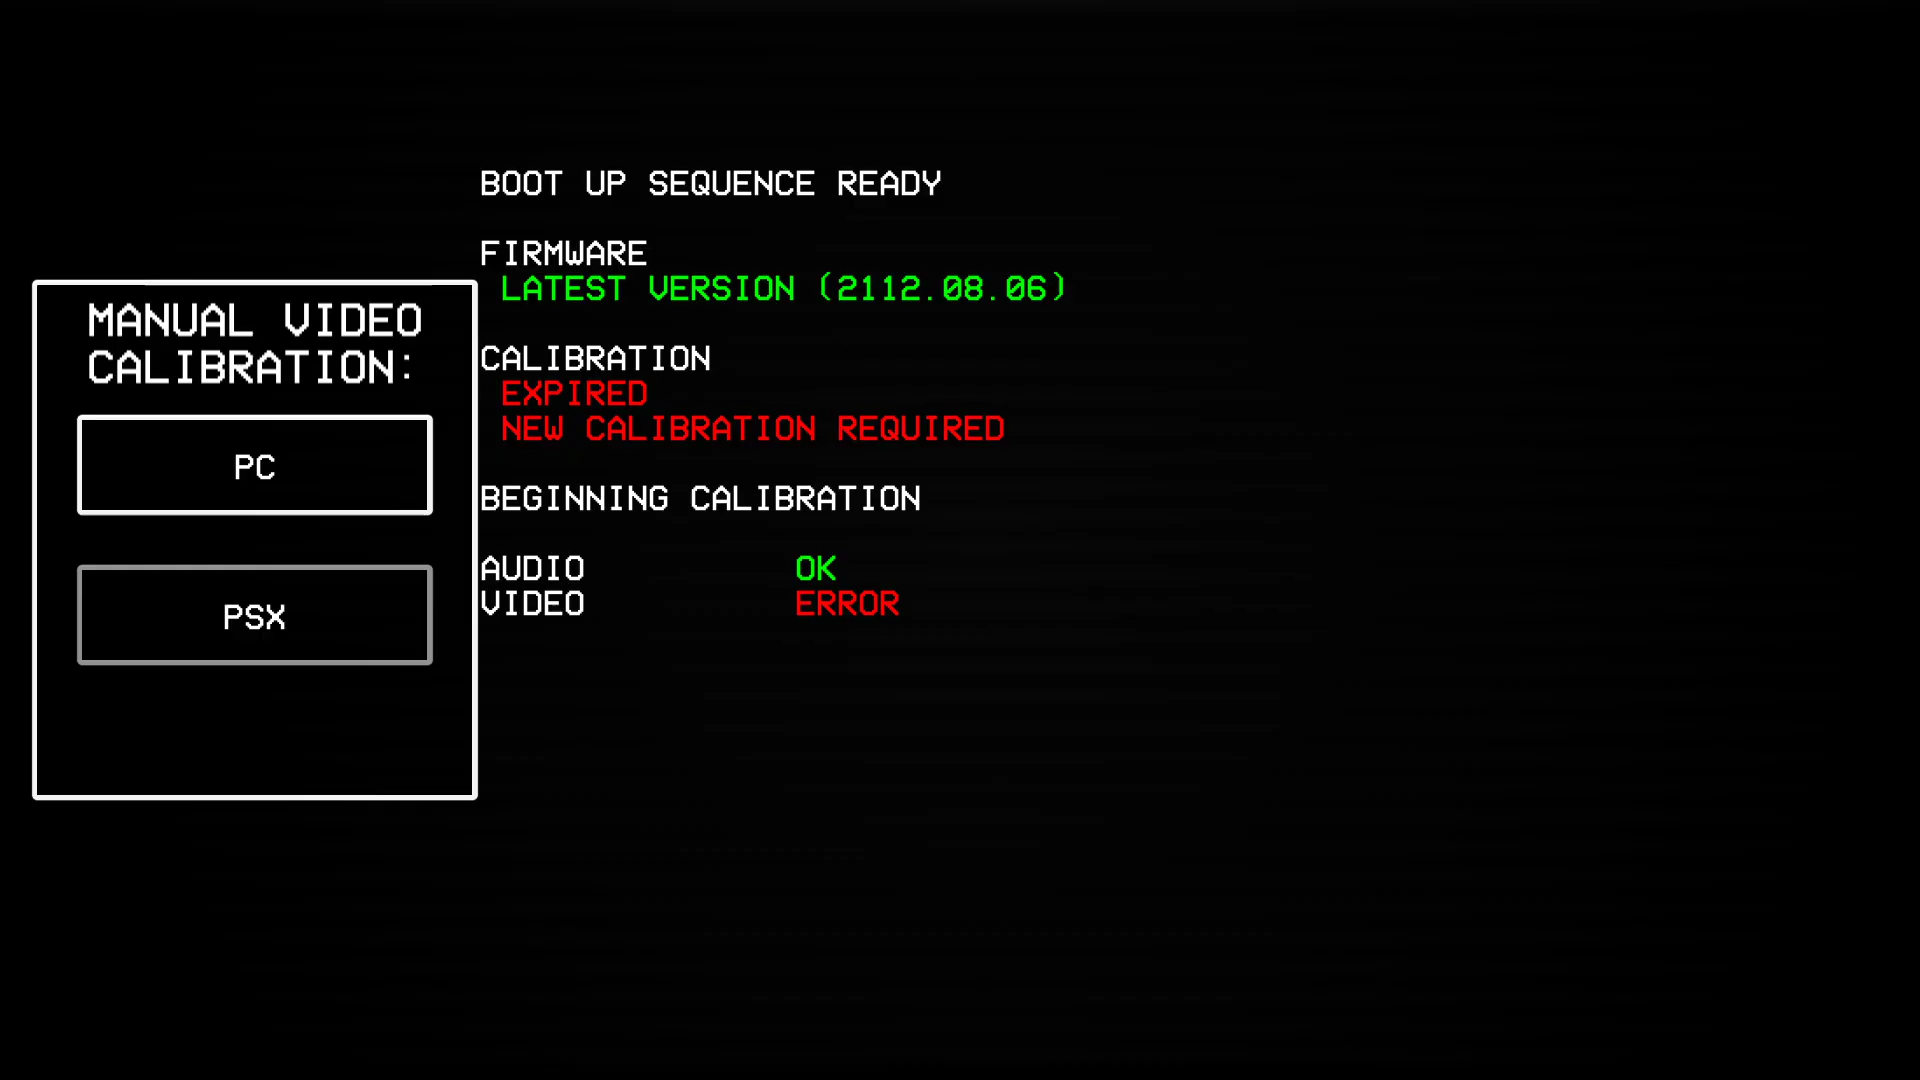 BOOT UP SEQUENCE READY
FIRMWARE
LATEST VERSION (2112.08.06)
CALIBRATION
EXPIRED
NEW CALIBRATION REQUIRED
BEGINNING CALIBRATION
AUDIO OK
VIDEO ERROR
MANUAL VIDEO
CALIBRATION:
PC
PSX